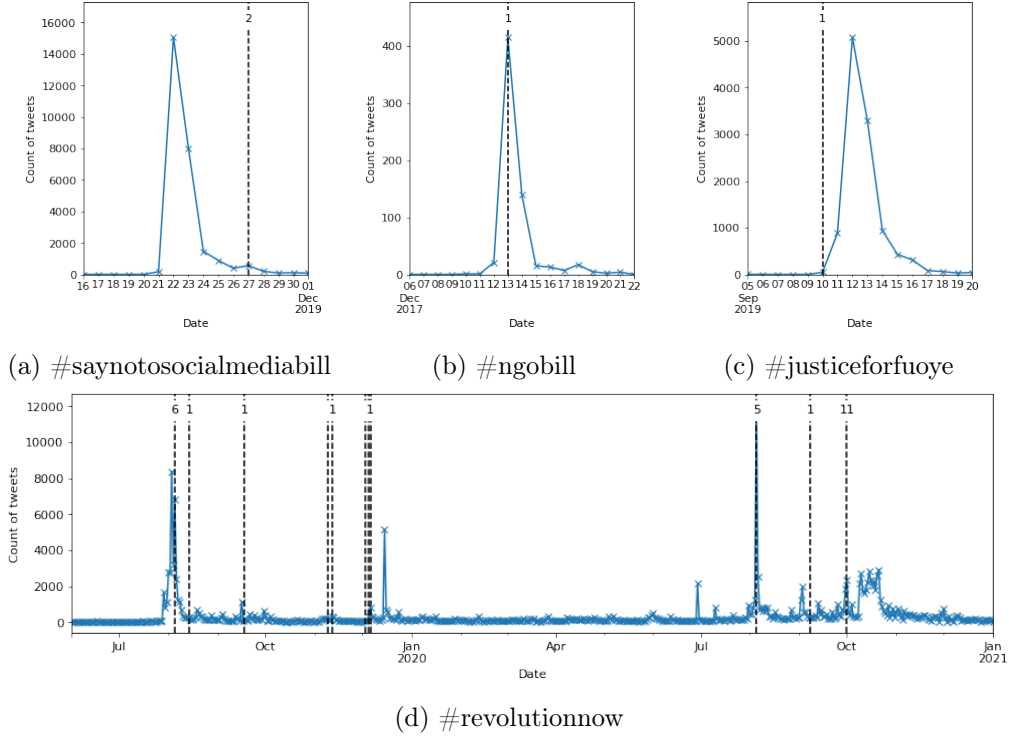 2
16000
14000
12000
10000
8000
6000
4000
2000
0
Count of tweets
16 17 18 19 20 21 22 23 24 25 26 27 28 29 30 01
Dec
2019
Date
(a) #saynotosocialmediabill
1
400
300
200
100
0
Count of tweets
06 07 08 09 10 11 12 13 14 15 16 17 18 19 20 21 22
Dec
2017
Date
(b) #ngobill
1
5000
4000
3000
2000
1000
0
Count of tweets
05 06 07 08 09 10 11 12 13 14 15 16 17 18 19 20
Sep
2019
Date
(c) #justiceforfuoye
6 1 1 1 1 5 1 11
12000
10000
8000
6000
4000
2000
0
Count of tweets
Jul Oct Jan Apr Jul Oct Jan
2020 2021
Date
(d) #revolutionnow